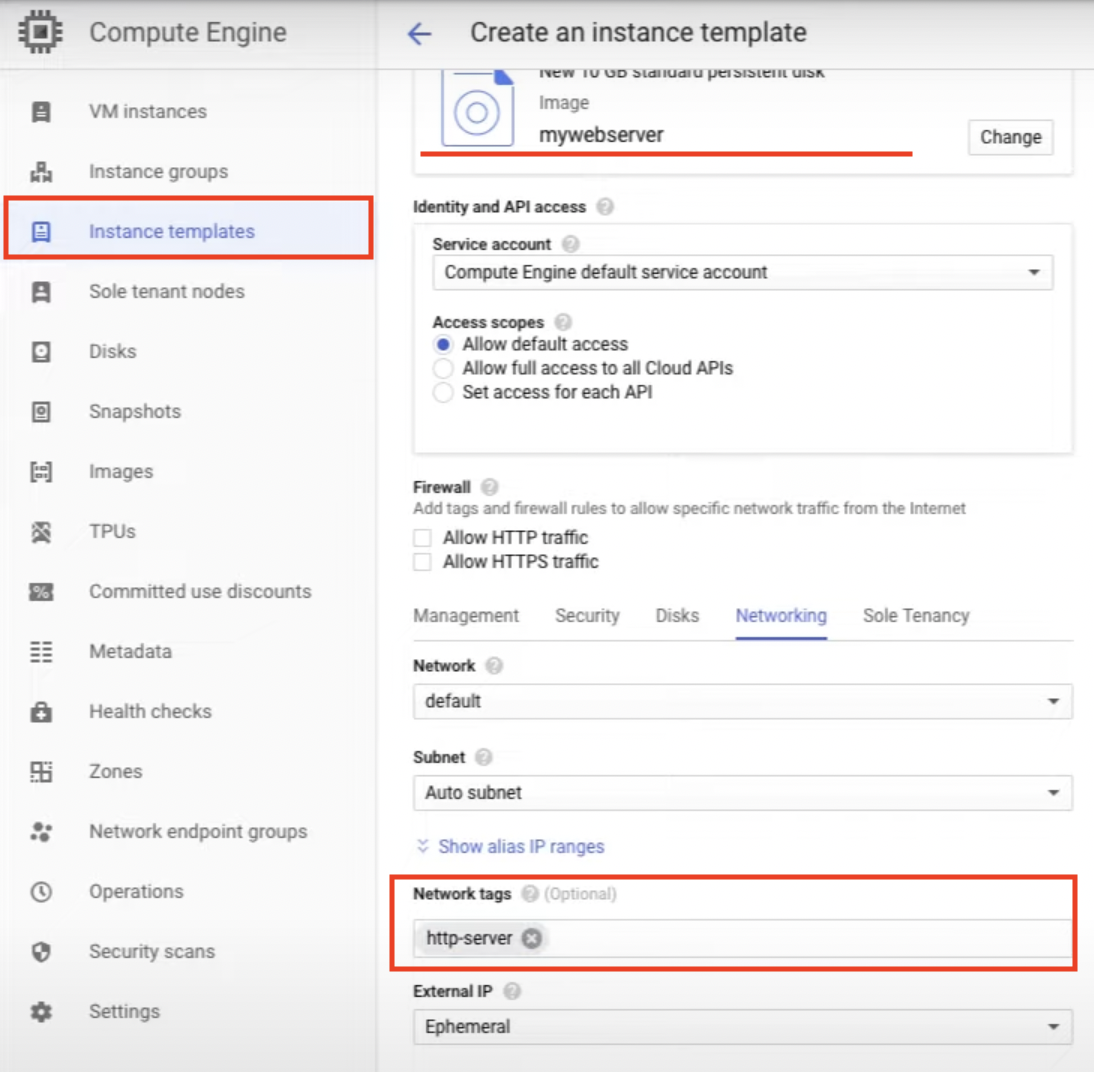 Compute Engine
VM instances
Instance groups
Instance templates
Sole tenant nodes
Disks
Snapshots
Images
TPUs
Committed use discounts
Metadata
Health checks
Zones
Network endpoint groups
Operations
Security scans
Settings
Create an instance template
New 10 GB standard persistent disk
Image
mywebserver
Change
Identity and API access
Service account
Compute Engine default service account
Access scopes
Allow default access
Allow full access to all Cloud APIs
Set access for each API
Firewall
Add tags and firewall rules to allow specific network traffic from the Internet
Allow HTTP traffic
Allow HTTPS traffic
Management Security Disks Networking Sole Tenancy
Network
default
Subnet
Auto subnet
Show alias IP ranges
Network tags (Optional)
http-server
External IP
Ephemeral